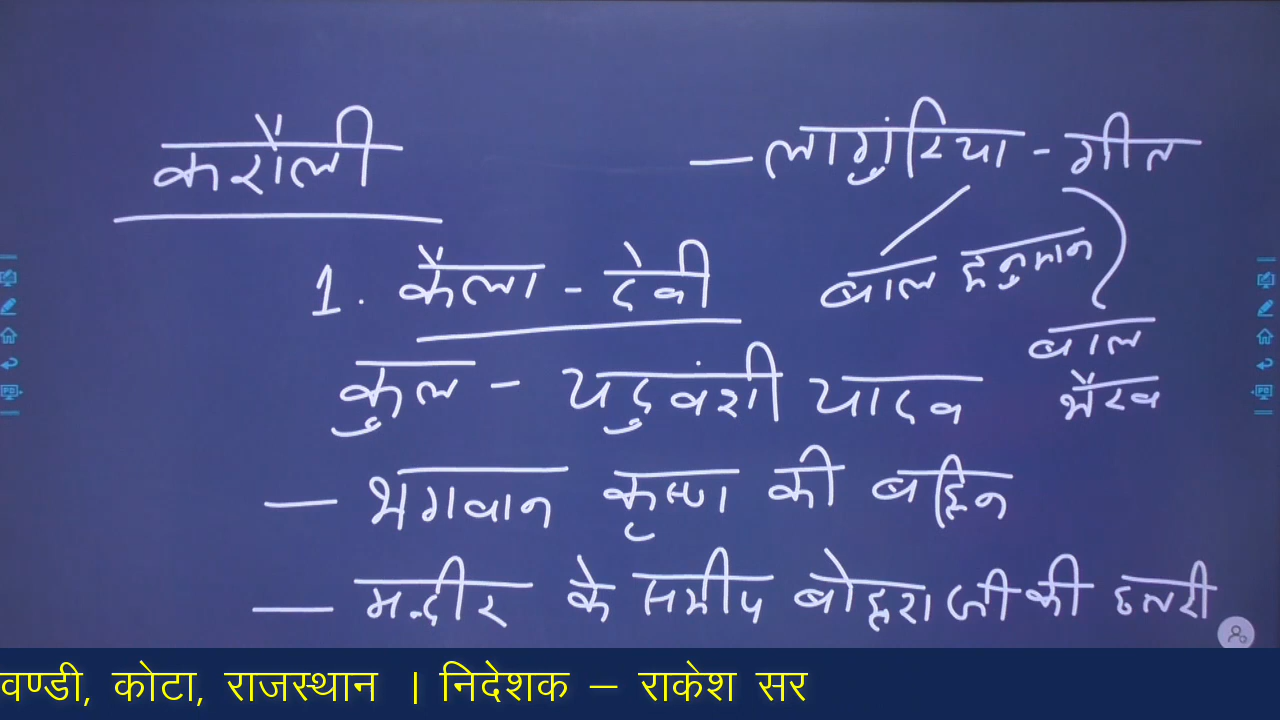 करौली
1. कैला - देवी
कुल - यदुवंशी यादव
— भगवान कृष्ण की बहिन
— मन्दीर के समीप बोहरा जी की छतरी
— लांगुरिया - गीत
बाल हनुमान
बाल
भैरव
वण्डी, कोटा, राजस्थान । निदेशक – राकेश सर